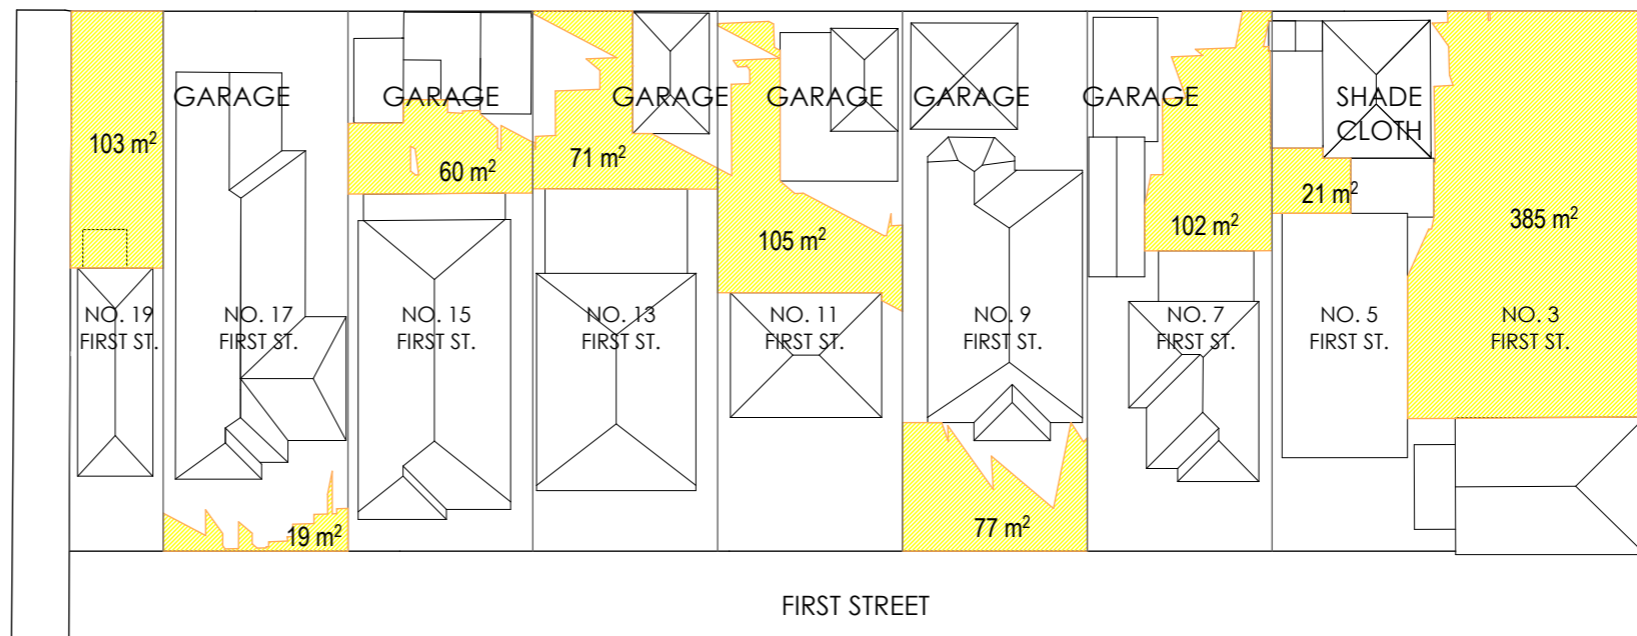 GARAGE
GARAGE
GARAGE
GARAGE
GARAGE
GARAGE
SHADE
CLOTH
103 m²
60 m²
71 m²
105 m²
102 m²
21 m²
385 m²
NO. 19
FIRST ST.
NO. 17
FIRST ST.
NO. 15
FIRST ST.
NO. 13
FIRST ST.
NO. 11
FIRST ST.
NO. 9
FIRST ST.
NO. 7
FIRST ST.
NO. 5
FIRST ST.
NO. 3
FIRST ST.
19 m²
77 m²
FIRST STREET